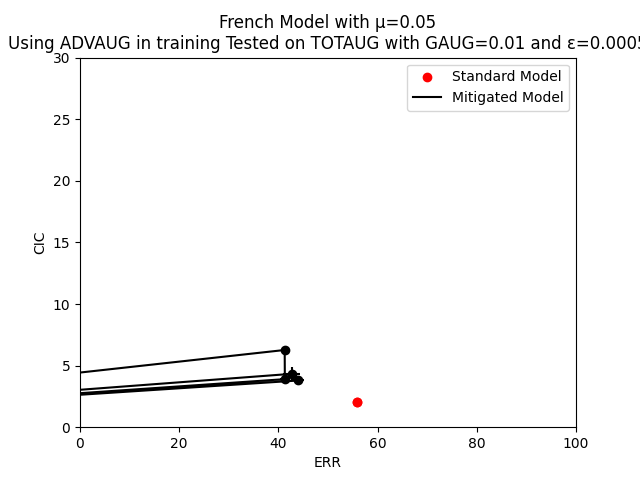 French Model with μ=0.05
Using ADVAUG in training Tested on TOTAUG with GAUG=0.01 and ε=0.0005
Standard Model
Mitigated Model
30
25
20
15
10
5
0
CIC
0 20 40 60 80 100
ERR